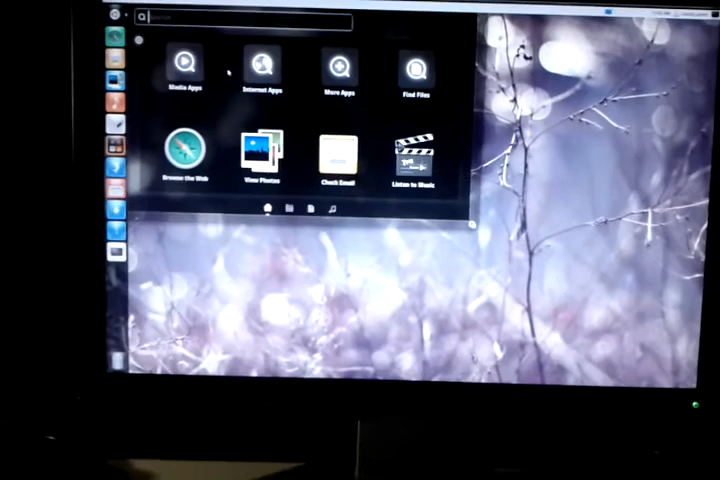 Media Apps
Internet Apps
More Apps
Find Files
Browse the Web
View Photos
Check Email
Listen to Music